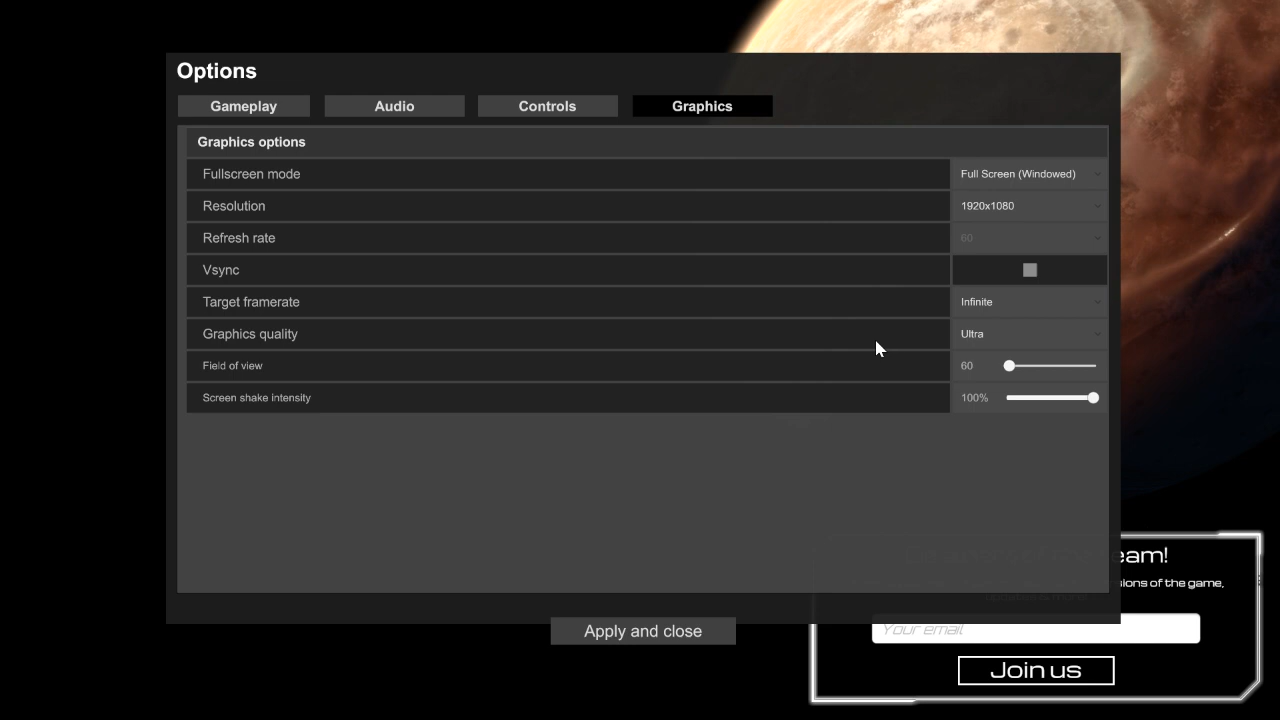 Options
Gameplay Audio Controls Graphics
Graphics options
Fullscreen mode Full Screen (Windowed)
Resolution 1920x1080
Refresh rate 60
Vsync
Target framerate Infinite
Graphics quality Ultra
Field of view 60
Screen shake intensity 100%
eam!
sions of the game,
Your email
Apply and close
Join us